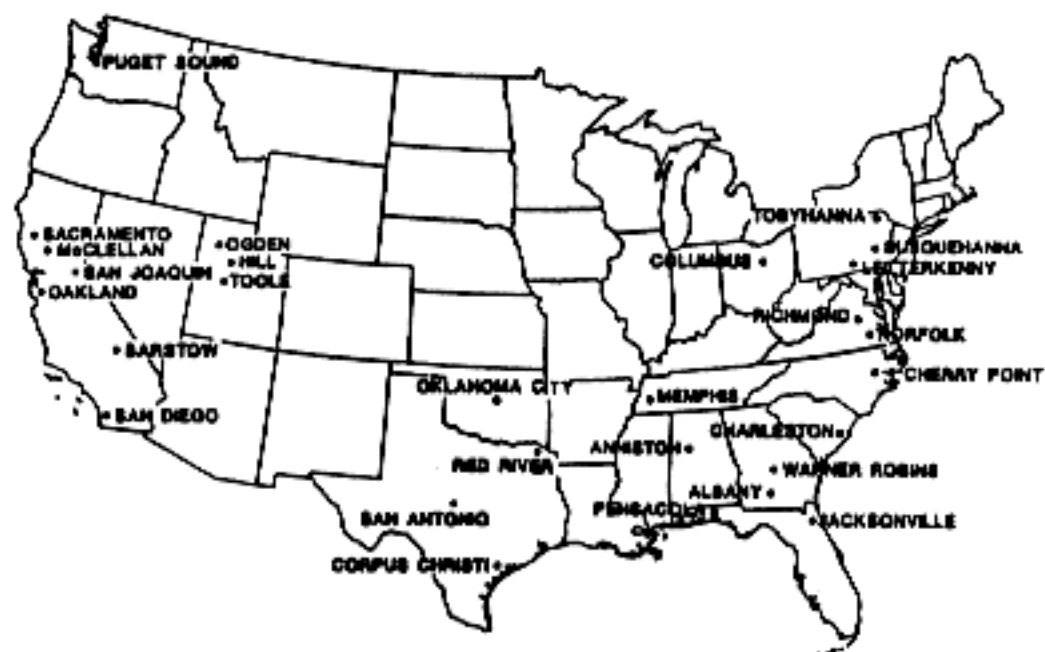 PUGET SOUND
TOBYHANNA
SACRAMENTO
McCLELLAN
OGDEN
SUSQUEHANNA
HILL
COLUMBUS
LETTERKENNY
SAN JOAQUIN
TOOLE
OAKLAND
RICHMOND
NORFOLK
BARSTOW
CHERRY POINT
OKLAHOMA CITY
MEMPHIS
SAN DIEGO
CHARLESTON
ANNISTON
RED RIVER
WARNER ROBINS
ALBANY
PENSACOLA
SAN ANTONIO
JACKSONVILLE
CORPUS CHRISTI